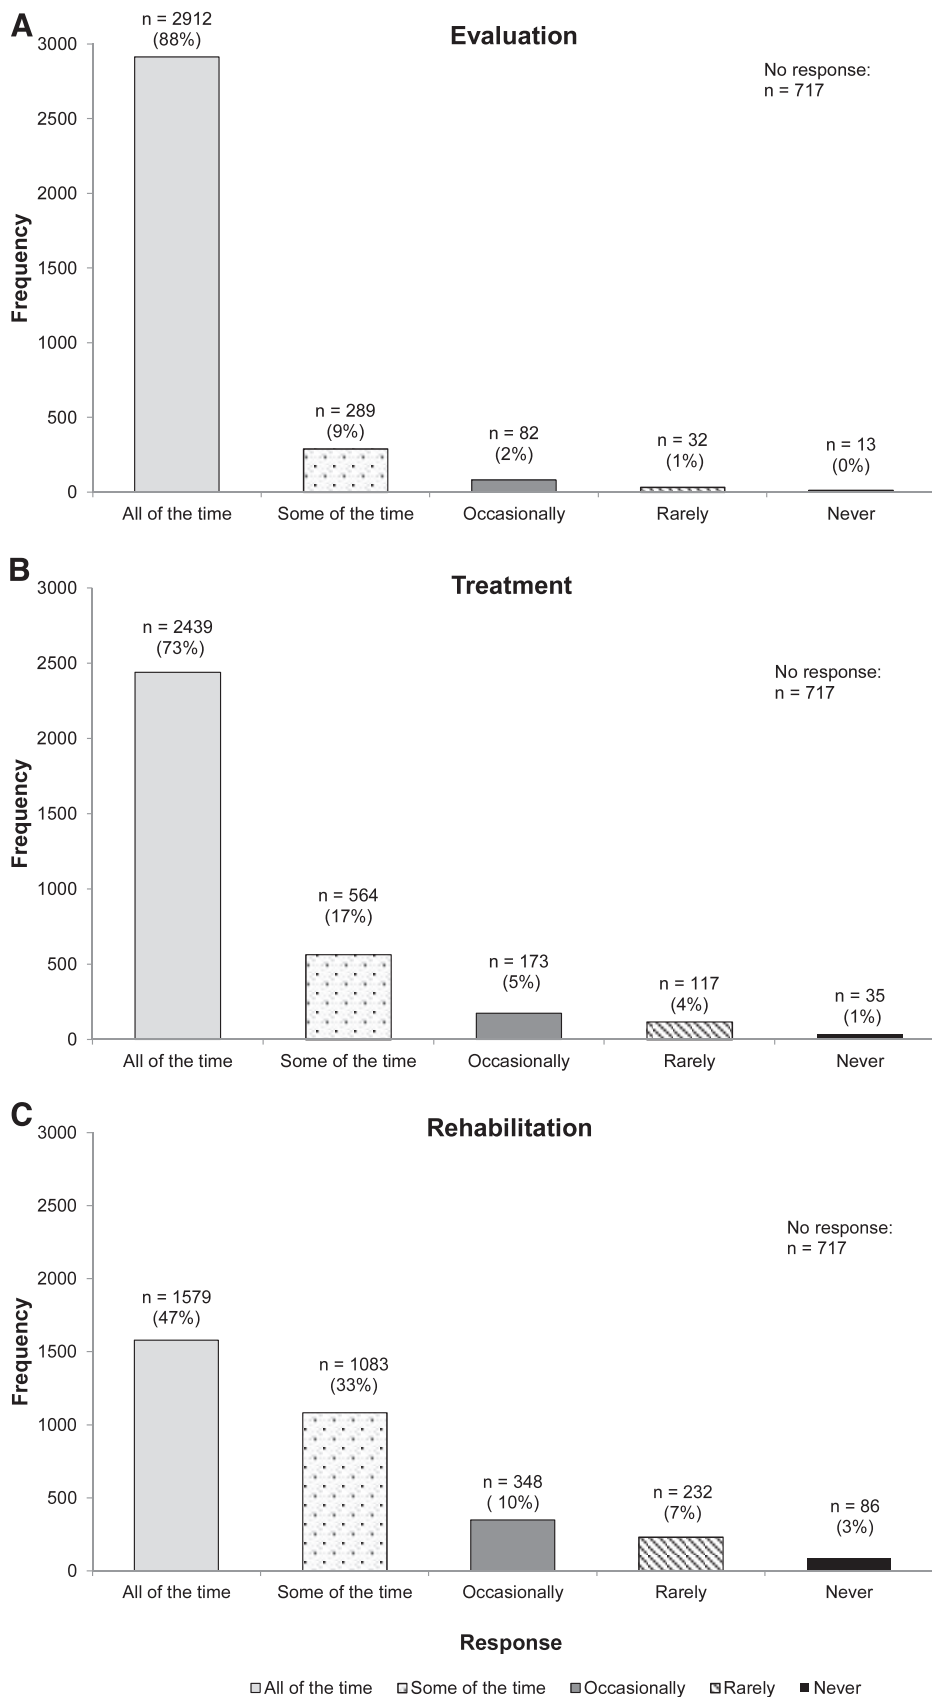 A
Evaluation
n = 2912
(88%)
No response:
n = 717
3000
2500
2000
1500
1000
500
0
Frequency
n = 289
(9%)
n = 82
(2%)
n = 32
(1%)
n = 13
(0%)
All of the time
Some of the time
Occasionally
Rarely
Never
B
Treatment
n = 2439
(73%)
No response:
n = 717
3000
2500
2000
1500
1000
500
0
Frequency
n = 564
(17%)
n = 173
(5%)
n = 117
(4%)
n = 35
(1%)
All of the time
Some of the time
Occasionally
Rarely
Never
C
Rehabilitation
No response:
n = 717
3000
2500
2000
1500
1000
500
0
Frequency
n = 1579
(47%)
n = 1083
(33%)
n = 348
( 10%)
n = 232
(7%)
n = 86
(3%)
All of the time
Some of the time
Occasionally
Rarely
Never
Response
All of the time Some of the time Occasionally Rarely Never